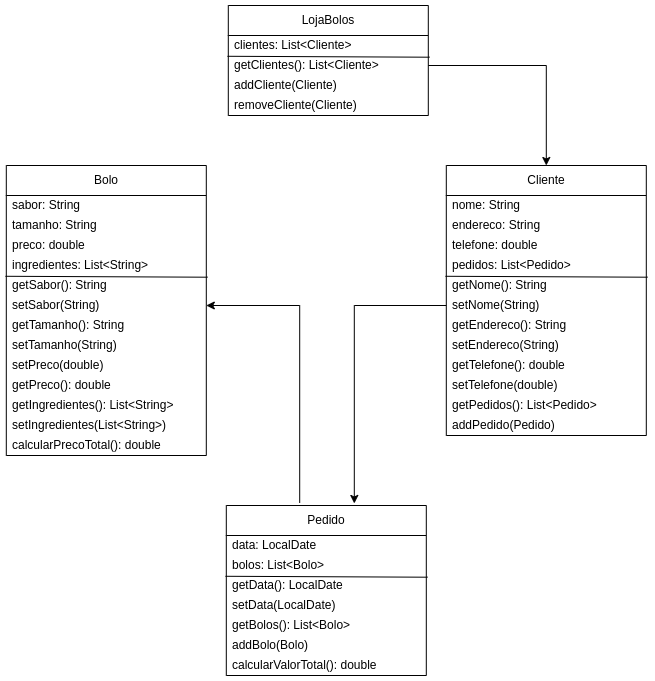 LojaBolos
clientes: List<Cliente>
getClientes(): List<Cliente>
addCliente(Cliente)
removeCliente(Cliente)
Bolo
sabor: String
tamanho: String
preco: double
ingredientes: List<String>
getSabor(): String
setSabor(String)
getTamanho(): String
setTamanho(String)
setPreco(double)
getPreco(): double
getIngredientes(): List<String>
setIngredientes(List<String>)
calcularPrecoTotal(): double
Cliente
nome: String
endereco: String
telefone: double
pedidos: List<Pedido>
getNome(): String
setNome(String)
getEndereco(): String
setEndereco(String)
getTelefone(): double
setTelefone(double)
getPedidos(): List<Pedido>
addPedido(Pedido)
Pedido
data: LocalDate
bolos: List<Bolo>
getData(): LocalDate
setData(LocalDate)
getBolos(): List<Bolo>
addBolo(Bolo)
calcularValorTotal(): double